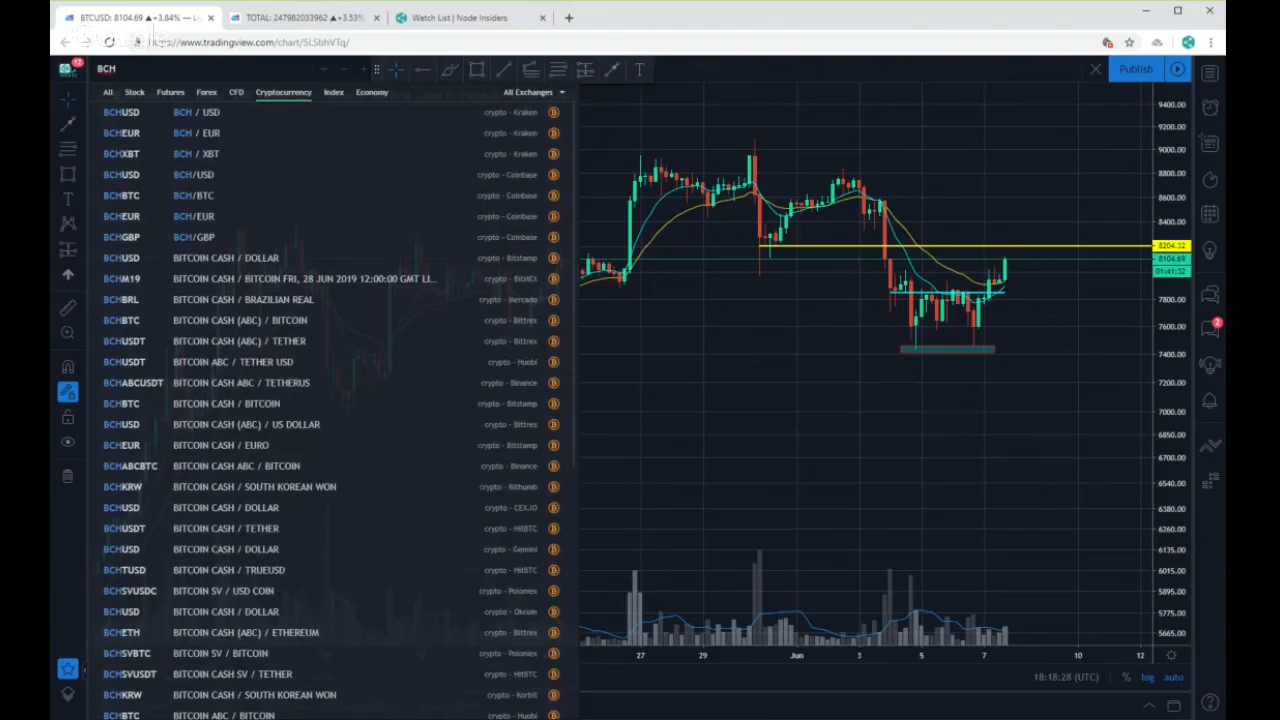 BTCUSD: 8104.69 ▲+3.84% —
TOTAL: 247982033962 ▲+3.53%
Watch List | Node Insiders
https://www.tradingview.com/chart/5LSbhVTq/
12
BCH
T
Publish
All Stock Futures Forex CFD Cryptocurrency Index Economy All Exchanges
BCHUSD BCH / USD crypto - Kraken
BCHEUR BCH / EUR crypto - Kraken
BCHXBT BCH / XBT crypto - Kraken
BCHUSD BCH/USD crypto - Coinbase
BCHBTC BCH/BTC crypto - Coinbase
BCHEUR BCH/EUR crypto - Coinbase
BCHGBP BCH/GBP crypto - Coinbase
BCHUSD BITCOIN CASH / DOLLAR crypto - Bitstamp
BCHM19 BITCOIN CASH / BITCOIN FRI, 28 JUN 2019 12:00:00 GMT LI... crypto - BitMEX
BCHBRL BITCOIN CASH / BRAZILIAN REAL crypto - Mercado
BCHBTC BITCOIN CASH (ABC) / BITCOIN crypto - Bittrex
BCHUSDT BITCOIN CASH (ABC) / TETHER crypto - Bittrex
BCHUSDT BITCOIN ABC / TETHER USD crypto - Huobi
BCHABCUSDT BITCOIN CASH ABC / TETHERUS crypto - Binance
BCHBTC BITCOIN CASH / BITCOIN crypto - Bitstamp
BCHUSD BITCOIN CASH (ABC) / US DOLLAR crypto - Bittrex
BCHEUR BITCOIN CASH / EURO crypto - Bitstamp
BCHABCBTC BITCOIN CASH ABC / BITCOIN crypto - Binance
BCHKRW BITCOIN CASH / SOUTH KOREAN WON crypto - Bithumb
BCHUSD BITCOIN CASH / DOLLAR crypto - CEX.IO
BCHUSDT BITCOIN CASH / TETHER crypto - HitBTC
BCHUSD BITCOIN CASH / DOLLAR crypto - Gemini
BCHTUSD BITCOIN CASH / TRUEUSD crypto - HitBTC
BCHSVUSDC BITCOIN SV / USD COIN crypto - Poloniex
BCHUSD BITCOIN CASH / DOLLAR crypto - Okcoin
BCHETH BITCOIN CASH (ABC) / ETHEREUM crypto - Bittrex
BCHSVBTC BITCOIN SV / BITCOIN crypto - Poloniex
BCHSVUSDT BITCOIN CASH SV / TETHER crypto - HitBTC
BCHKRW BITCOIN CASH / SOUTH KOREAN WON crypto - Korbit
BCHBTC BITCOIN ABC / BITCOIN crypto - Huobi
9400.00
9200.00
9000.00
8800.00
8600.00
8400.00
8204.32
8104.69
01:41:32
7800.00
7600.00
7400.00
7200.00
7000.00
6850.00
6700.00
6540.00
6380.00
6260.00
6135.00
6015.00
5895.00
5775.00
5665.00
2
27 29 Jun 3 5 7 10 12
18:18:28 (UTC) % log auto